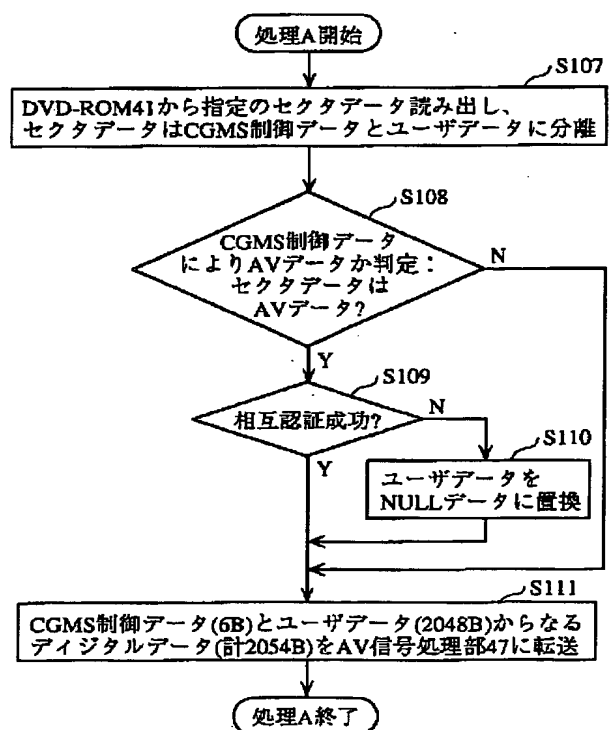 処理A開始
S107
DVD-ROM41から指定のセクタデータ読み出し、
セクタデータはCGMS制御データとユーザデータに分離
S108
CGMS制御データ
によりAVデータか判定：
セクタデータは
AVデータ?
N
Y
S109
相互認証成功?
N
Y
S110
ユーザデータを
NULLデータに置換
S111
CGMS制御データ(6B)とユーザデータ(2048B)からなる
ディジタルデータ(計2054B)をAV信号処理部47に転送
処理A終了